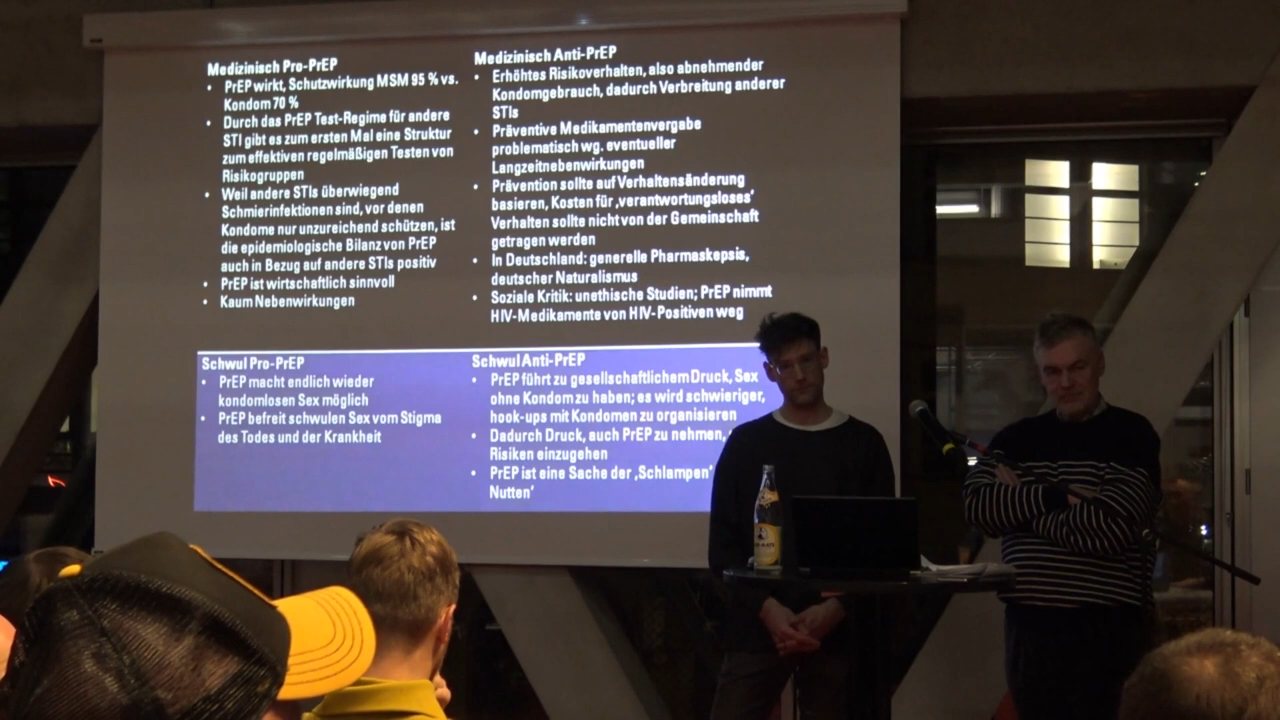 Medizinisch Pro-PrEP
• PrEP wirkt, Schutzwirkung MSM 95 % vs.
Kondom 70 %
• Durch das PrEP Test-Regime für andere
STI gibt es zum ersten Mal eine Struktur
zum effektiven regelmäßigen Testen von
Risikogruppen
• Weil andere STIs überwiegend
Schmierinfektionen sind, vor denen
Kondome nur unzureichend schützen, ist
die epidemiologische Bilanz von PrEP
auch in Bezug auf andere STIs positiv
• PrEP ist wirtschaftlich sinnvoll
• Kaum Nebenwirkungen
Medizinisch Anti-PrEP
• Erhöhtes Risikoverhalten, also abnehmender
Kondomgebrauch, dadurch Verbreitung anderer
STIs
• Präventive Medikamentenvergabe
problematisch wg. eventueller
Langzeitnebenwirkungen
• Prävention sollte auf Verhaltensänderung
basieren, Kosten für ‚verantwortungsloses'
Verhalten sollte nicht von der Gemeinschaft
getragen werden
• In Deutschland: generelle Pharmaskepsis,
deutscher Naturalismus
• Soziale Kritik: unethische Studien; PrEP nimmt
HIV-Medikamente von HIV-Positiven weg
Schwul Pro-PrEP
• PrEP macht endlich wieder
kondomlosen Sex möglich
• PrEP befreit schwulen Sex vom Stigma
des Todes und der Krankheit
Schwul Anti-PrEP
• PrEP führt zu gesellschaftlichem Druck, Sex
ohne Kondom zu haben; es wird schwieriger,
hook-ups mit Kondomen zu organisieren
• Dadurch Druck, auch PrEP zu nehmen,
Risiken einzugehen
• PrEP ist eine Sache der ‚Schlampen'
Nutten'